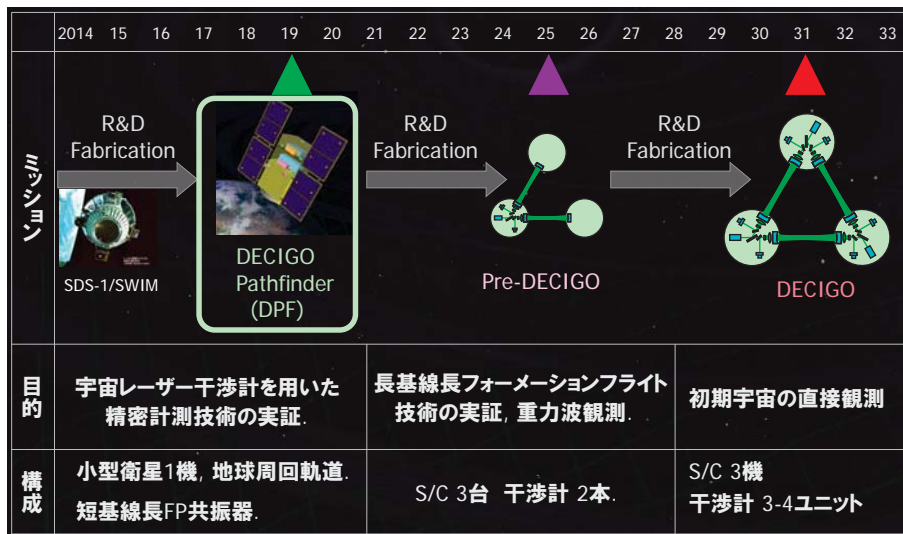 2014 15 16 17 18 19 20 21 22 23 24 25 26 27 28 29 30 31 32 33
ミッション
R&D
Fabrication
SDS-1/SWIM
DECIGO
Pathfinder
(DPF)
R&D
Fabrication
Pre-DECIGO
R&D
Fabrication
DECIGO
目的
宇宙レーザー干渉計を用いた
精密計測技術の実証.
長基線長フォーメーションフライト
技術の実証, 重力波観測.
初期宇宙の直接観測
構成
小型衛星1機, 地球周回軌道.
短基線長FP共振器.
S/C 3台 干渉計 2本.
S/C 3機
干渉計 3-4ユニット